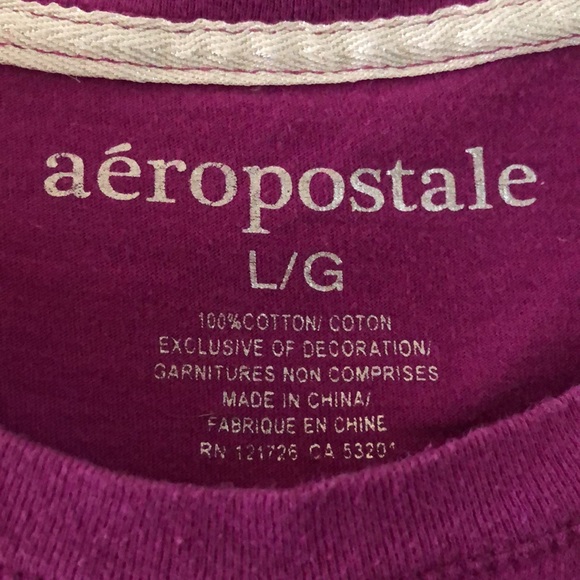 aéropostale
L/G
100%COTTON/ COTON
EXCLUSIVE OF DECORATION/
GARNITURES NON COMPRISES
MADE IN CHINA/
FABRIQUE EN CHINE
RN 121726 CA